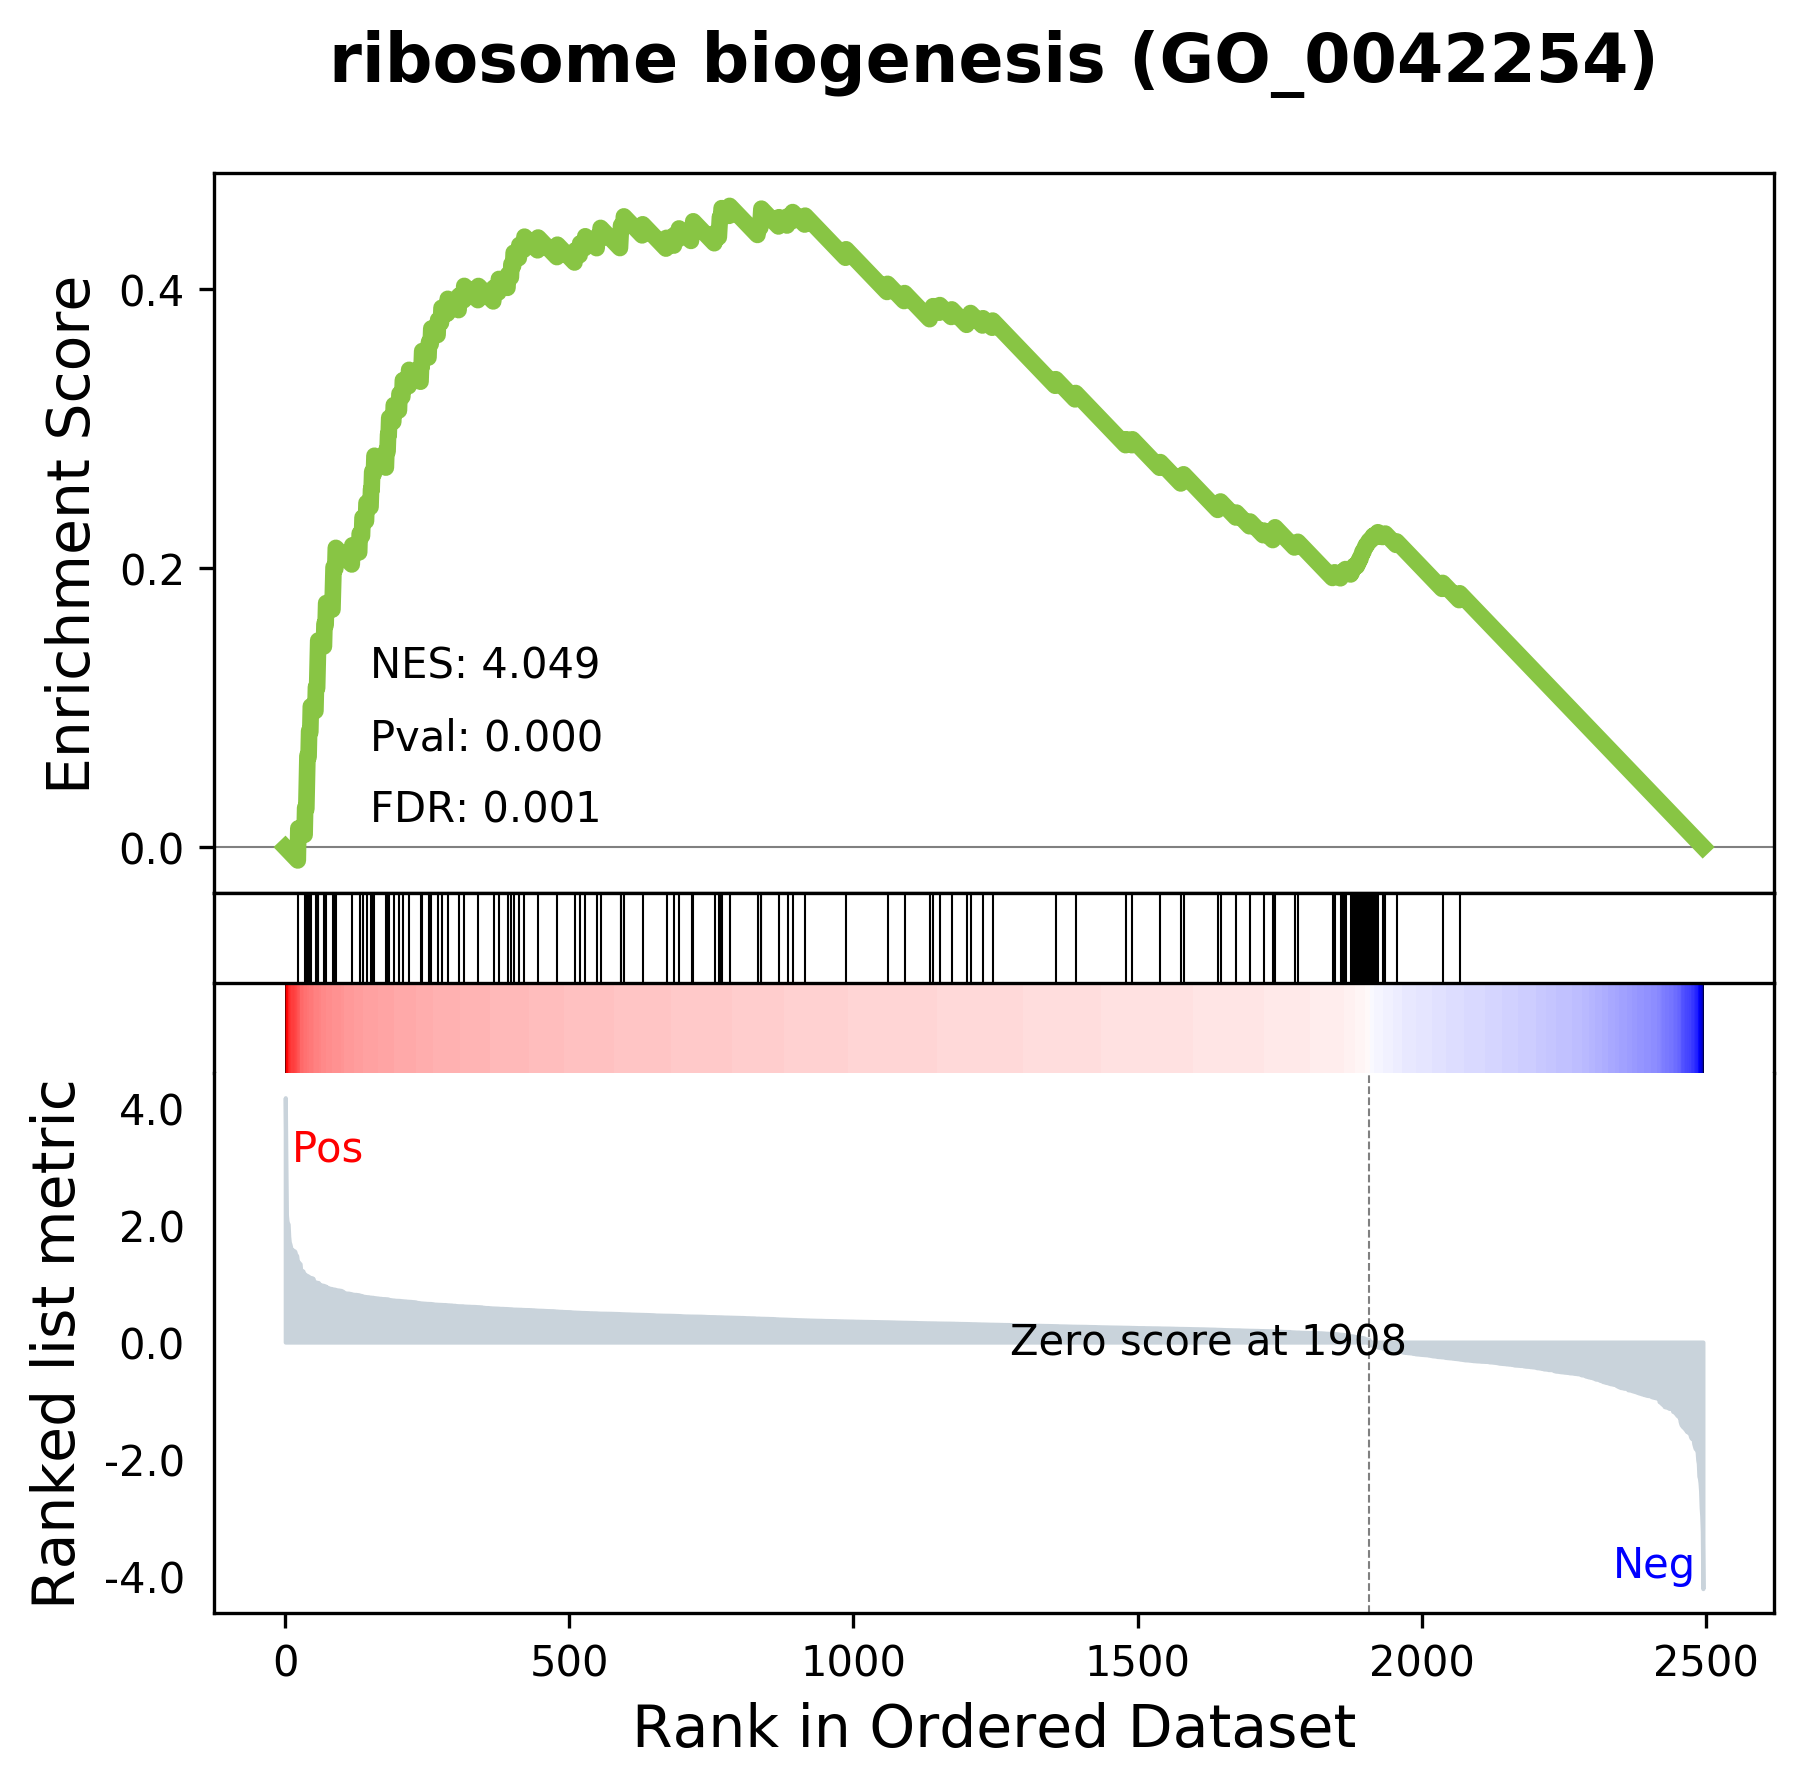 ribosome biogenesis (GO_0042254)
Enrichment Score
0.4
0.2
0.0
NES: 4.049
Pval: 0.000
FDR: 0.001
Ranked list metric
4.0
2.0
0.0
-2.0
-4.0
Pos
Zero score at 1908
Neg
0 500 1000 1500 2000 2500
Rank in Ordered Dataset